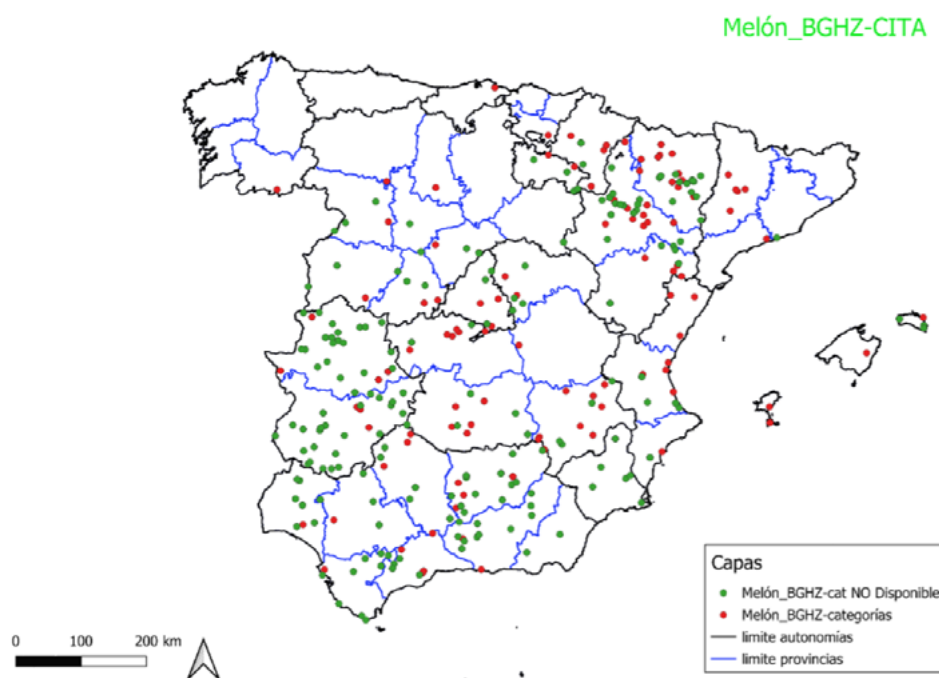 Melón_BGHZ-CITA
Capas
Melón_BGHZ-cat NO Disponible
Melón_BGHZ-categorías
limite autonomías
limite provincias
0 100 200 km